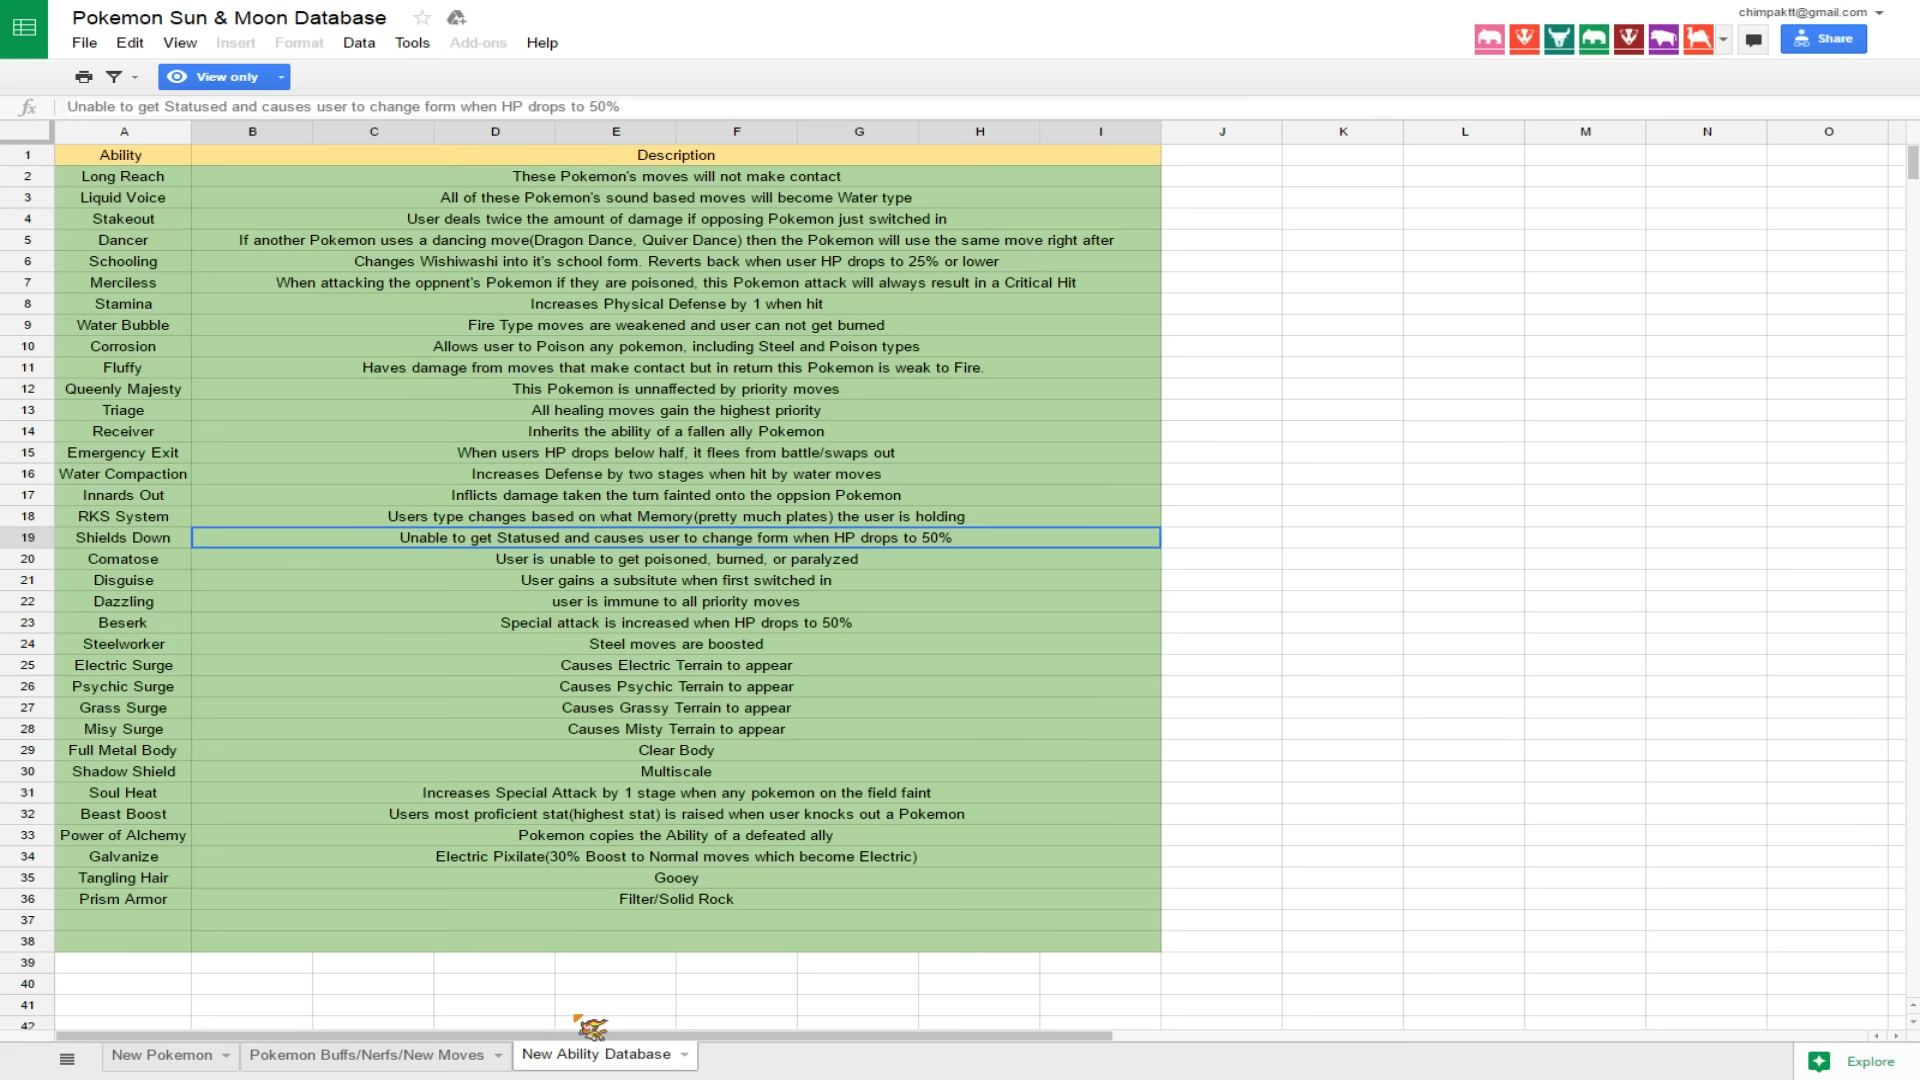 Pokemon Sun & Moon Database
chimpaktt@gmail.com
File Edit View Insert Format Data Tools Add-ons Help
Share
View only
fx Unable to get Statused and causes user to change form when HP drops to 50%
A B C D E F G H I J K L M N O
1 Ability Description
2 Long Reach These Pokemon's moves will not make contact
3 Liquid Voice All of these Pokemon's sound based moves will become Water type
4 Stakeout User deals twice the amount of damage if opposing Pokemon just switched in
5 Dancer If another Pokemon uses a dancing move(Dragon Dance, Quiver Dance) then the Pokemon will use the same move right after
6 Schooling Changes Wishiwashi into it's school form. Reverts back when user HP drops to 25% or lower
7 Merciless When attacking the oppnent's Pokemon if they are poisoned, this Pokemon attack will always result in a Critical Hit
8 Stamina Increases Physical Defense by 1 when hit
9 Water Bubble Fire Type moves are weakened and user can not get burned
10 Corrosion Allows user to Poison any pokemon, including Steel and Poison types
11 Fluffy Haves damage from moves that make contact but in return this Pokemon is weak to Fire.
12 Queenly Majesty This Pokemon is unnaffected by priority moves
13 Triage All healing moves gain the highest priority
14 Receiver Inherits the ability of a fallen ally Pokemon
15 Emergency Exit When users HP drops below half, it flees from battle/swaps out
16 Water Compaction Increases Defense by two stages when hit by water moves
17 Innards Out Inflicts damage taken the turn fainted onto the oppsion Pokemon
18 RKS System Users type changes based on what Memory(pretty much plates) the user is holding
19 Shields Down Unable to get Statused and causes user to change form when HP drops to 50%
20 Comatose User is unable to get poisoned, burned, or paralyzed
21 Disguise User gains a subsitute when first switched in
22 Dazzling user is immune to all priority moves
23 Beserk Special attack is increased when HP drops to 50%
24 Steelworker Steel moves are boosted
25 Electric Surge Causes Electric Terrain to appear
26 Psychic Surge Causes Psychic Terrain to appear
27 Grass Surge Causes Grassy Terrain to appear
28 Misy Surge Causes Misty Terrain to appear
29 Full Metal Body Clear Body
30 Shadow Shield Multiscale
31 Soul Heat Increases Special Attack by 1 stage when any pokemon on the field faint
32 Beast Boost Users most proficient stat(highest stat) is raised when user knocks out a Pokemon
33 Power of Alchemy Pokemon copies the Ability of a defeated ally
34 Galvanize Electric Pixilate(30% Boost to Normal moves which become Electric)
35 Tangling Hair Gooey
36 Prism Armor Filter/Solid Rock
37
38
39
40
41
42
New Pokemon Pokemon Buffs/Nerfs/New Moves New Ability Database Explore